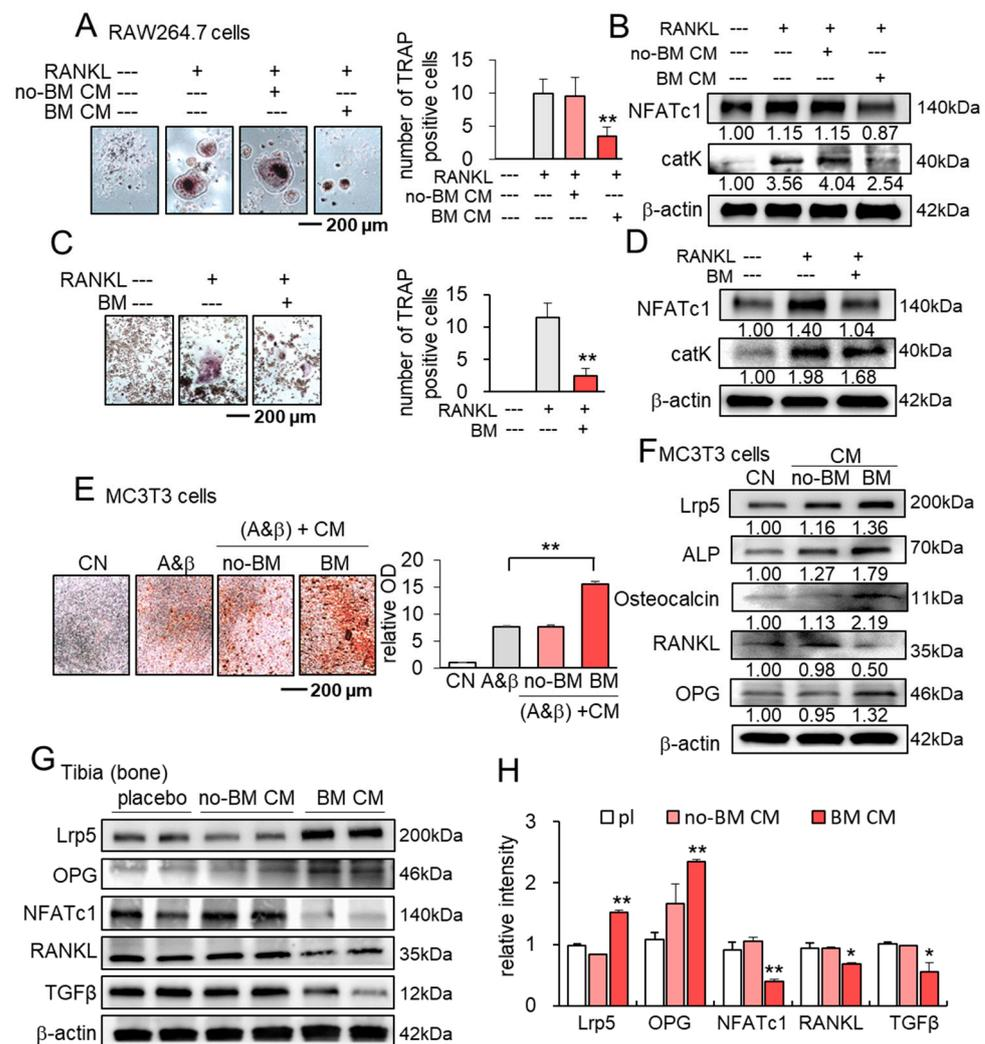 A RAW264.7 cells
RANKL --- + + +
no-BM CM --- --- + ---
BM CM --- --- --- +
200 µm
number of TRAP
positive cells
15
10
5
0
**
RANKL --- + + +
no-BM CM --- --- + ---
BM CM --- --- --- +
B
RANKL --- + + +
no-BM CM --- --- + ---
BM CM --- --- --- +
NFATc1 140kDa
1.00 1.15 1.15 0.87
catK 40kDa
1.00 3.56 4.04 2.54
β-actin 42kDa
C
RANKL --- + +
BM --- --- +
200 µm
number of TRAP
positive cells
15
10
5
0
**
RANKL --- + +
BM --- --- +
D
RANKL --- + +
BM --- --- +
NFATc1 140kDa
1.00 1.40 1.04
catK 40kDa
1.00 1.98 1.68
β-actin 42kDa
E MC3T3 cells
(A&β) + CM
CN A&β no-BM BM
200 µm
relative OD
20
15
10
5
0
**
CN A&β no-BM BM
(A&β) +CM
F MC3T3 cells
CM
CN no-BM BM
Lrp5 200kDa
1.00 1.16 1.36
ALP 70kDa
1.00 1.27 1.79
Osteocalcin 11kDa
1.00 1.13 2.19
RANKL 35kDa
1.00 0.98 0.50
OPG 46kDa
1.00 0.95 1.32
β-actin 42kDa
G Tibia (bone)
placebo no-BM CM BM CM
Lrp5 200kDa
OPG 46kDa
NFATc1 140kDa
RANKL 35kDa
TGFβ 12kDa
β-actin 42kDa
H
pl no-BM CM BM CM
relative intensity
3
2
1
0
** ** ** * *
Lrp5 OPG NFATc1 RANKL TGFβ